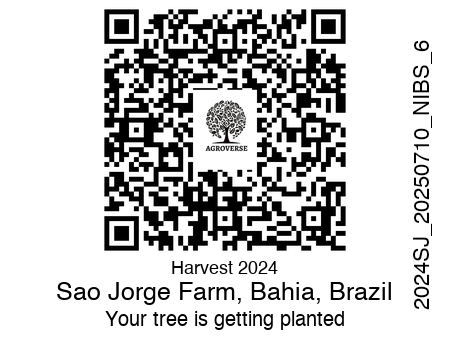 AGROVERSE
Harvest 2024
Sao Jorge Farm, Bahia, Brazil
Your tree is getting planted
2024SJ_20250710_NIBS_6